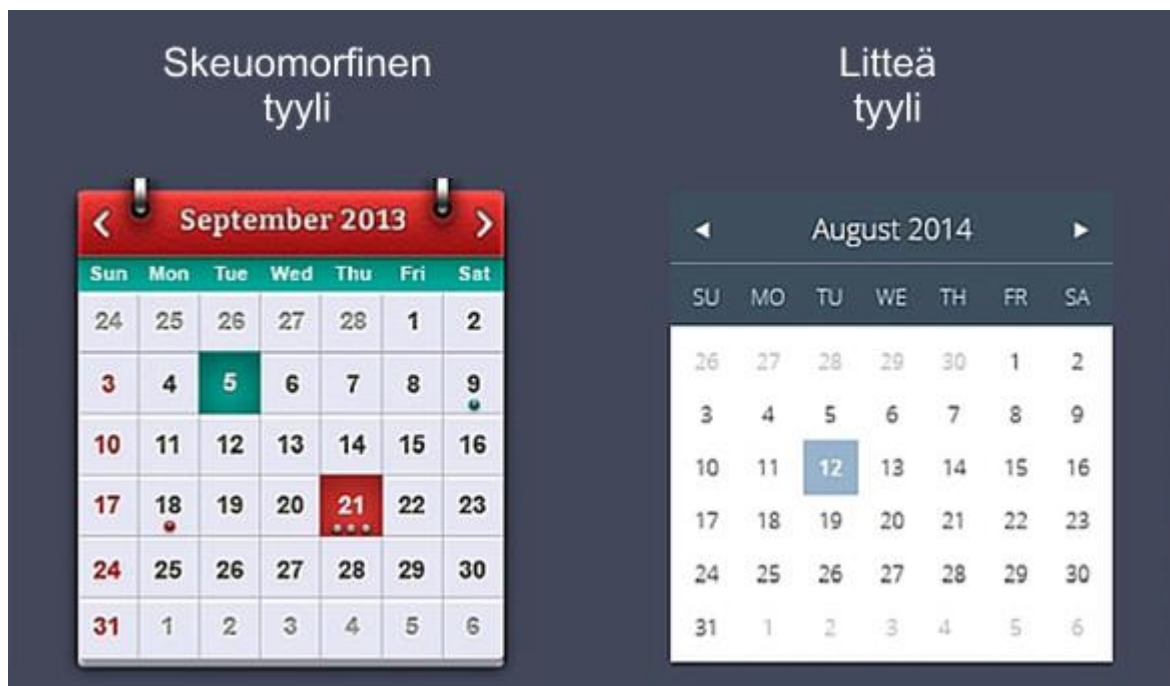 Skeuomorfinen
tyyli
September 2013
Sun Mon Tue Wed Thu Fri Sat
24 25 26 27 28 1 2
3 4 5 6 7 8 9
10 11 12 13 14 15 16
17 18 19 20 21 22 23
24 25 26 27 28 29 30
31 1 2 3 4 5 6
Litteä
tyyli
August 2014
SU MO TU WE TH FR SA
26 27 28 29 30 1 2
3 4 5 6 7 8 9
10 11 12 13 14 15 16
17 18 19 20 21 22 23
24 25 26 27 28 29 30
31 1 2 3 4 5 6